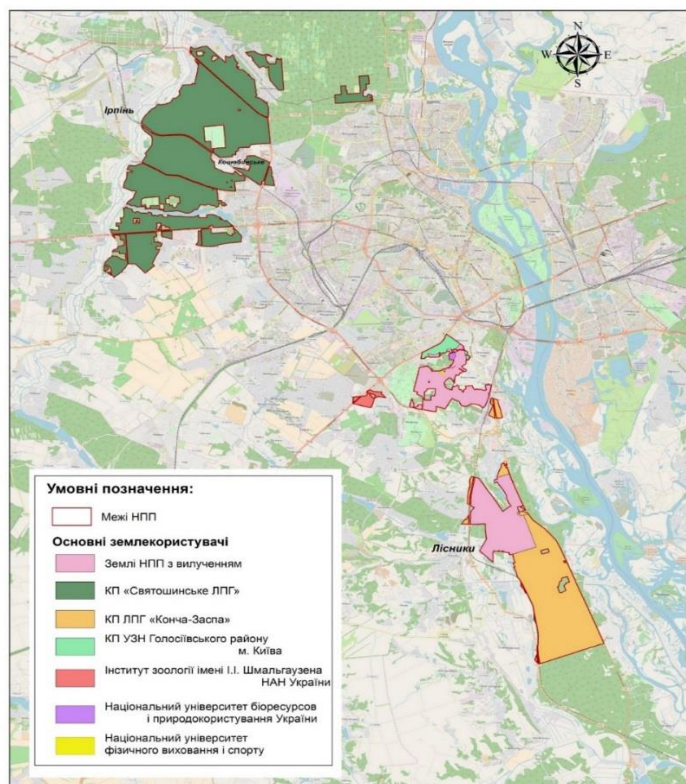 N
W E
S
Ірпінь
Коцюбинське
Лісники
Умовні позначення:
Межі НПП
Основні землекористувачі
Землі НПП з вилученням
КП «Святошинське ЛПГ»
КП ЛПГ «Конча-Заспа»
КП УЗН Голосіївського району
м. Київа
Інститут зоології імені І.І. Шмальгаузена
НАН України
Національний університет біоресурсов
і природокористування України
Національний університет
фізичного виховання і спорту